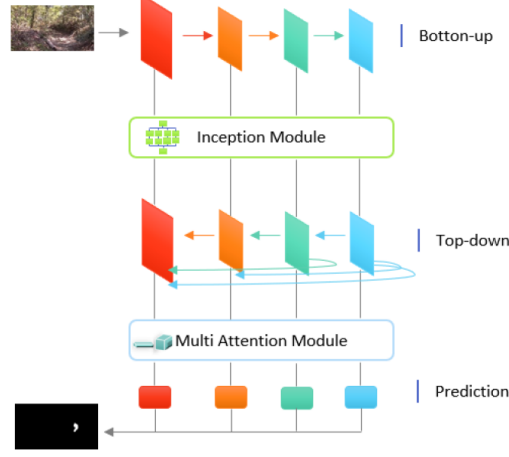 Botton-up
Inception Module
Top-down
Multi Attention Module
Prediction